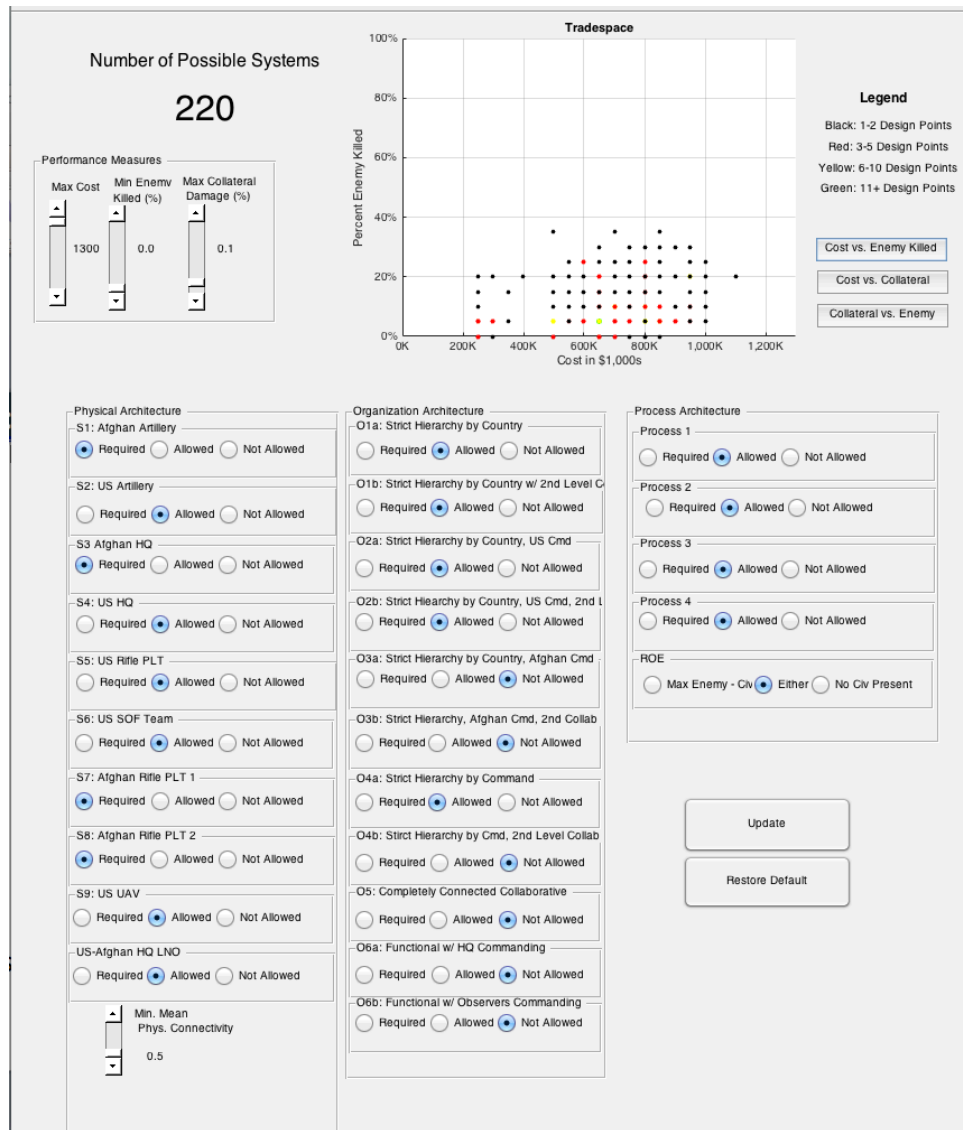 Number of Possible Systems
220
Performance Measures
Max Cost
Min Enemy
Killed (%)
Max Collateral
Damage (%)
1300
0.0
0.1
Tradespace
100%
80%
60%
40%
20%
0%
Percent Enemy Killed
0K 200K 400K 600K 800K 1,000K 1,200K
Cost in $1,000s
Legend
Black: 1-2 Design Points
Red: 3-5 Design Points
Yellow: 6-10 Design Points
Green: 11+ Design Points
Cost vs. Enemy Killed
Cost vs. Collateral
Collateral vs. Enemy
Physical Architecture
S1: Afghan Artillery
Required Allowed Not Allowed
S2: US Artillery
Required Allowed Not Allowed
S3 Afghan HQ
Required Allowed Not Allowed
S4: US HQ
Required Allowed Not Allowed
S5: US Rifle PLT
Required Allowed Not Allowed
S6: US SOF Team
Required Allowed Not Allowed
S7: Afghan Rifle PLT 1
Required Allowed Not Allowed
S8: Afghan Rifle PLT 2
Required Allowed Not Allowed
S9: US UAV
Required Allowed Not Allowed
US-Afghan HQ LNO
Required Allowed Not Allowed
Min. Mean
Phys. Connectivity
0.5
Organization Architecture
O1a: Strict Hierarchy by Country
Required Allowed Not Allowed
O1b: Strict Hierarchy by Country w/ 2nd Level C
Required Allowed Not Allowed
O2a: Strict Hierarchy by Country, US Cmd
Required Allowed Not Allowed
O2b: Strict Hiearchy by Country, US Cmd, 2nd L
Required Allowed Not Allowed
O3a: Strict Hierarchy by Country, Afghan Cmd
Required Allowed Not Allowed
O3b: Strict Hierarchy, Afghan Cmd, 2nd Collab
Required Allowed Not Allowed
O4a: Strict Hierarchy by Command
Required Allowed Not Allowed
O4b: Stirct Hierarchy by Cmd, 2nd Level Collab
Required Allowed Not Allowed
O5: Completely Connected Collaborative
Required Allowed Not Allowed
O6a: Functional w/ HQ Commanding
Required Allowed Not Allowed
O6b: Functional w/ Observers Commanding
Required Allowed Not Allowed
Process Architecture
Process 1
Required Allowed Not Allowed
Process 2
Required Allowed Not Allowed
Process 3
Required Allowed Not Allowed
Process 4
Required Allowed Not Allowed
ROE
Max Enemy - Civ Either No Civ Present
Update
Restore Default